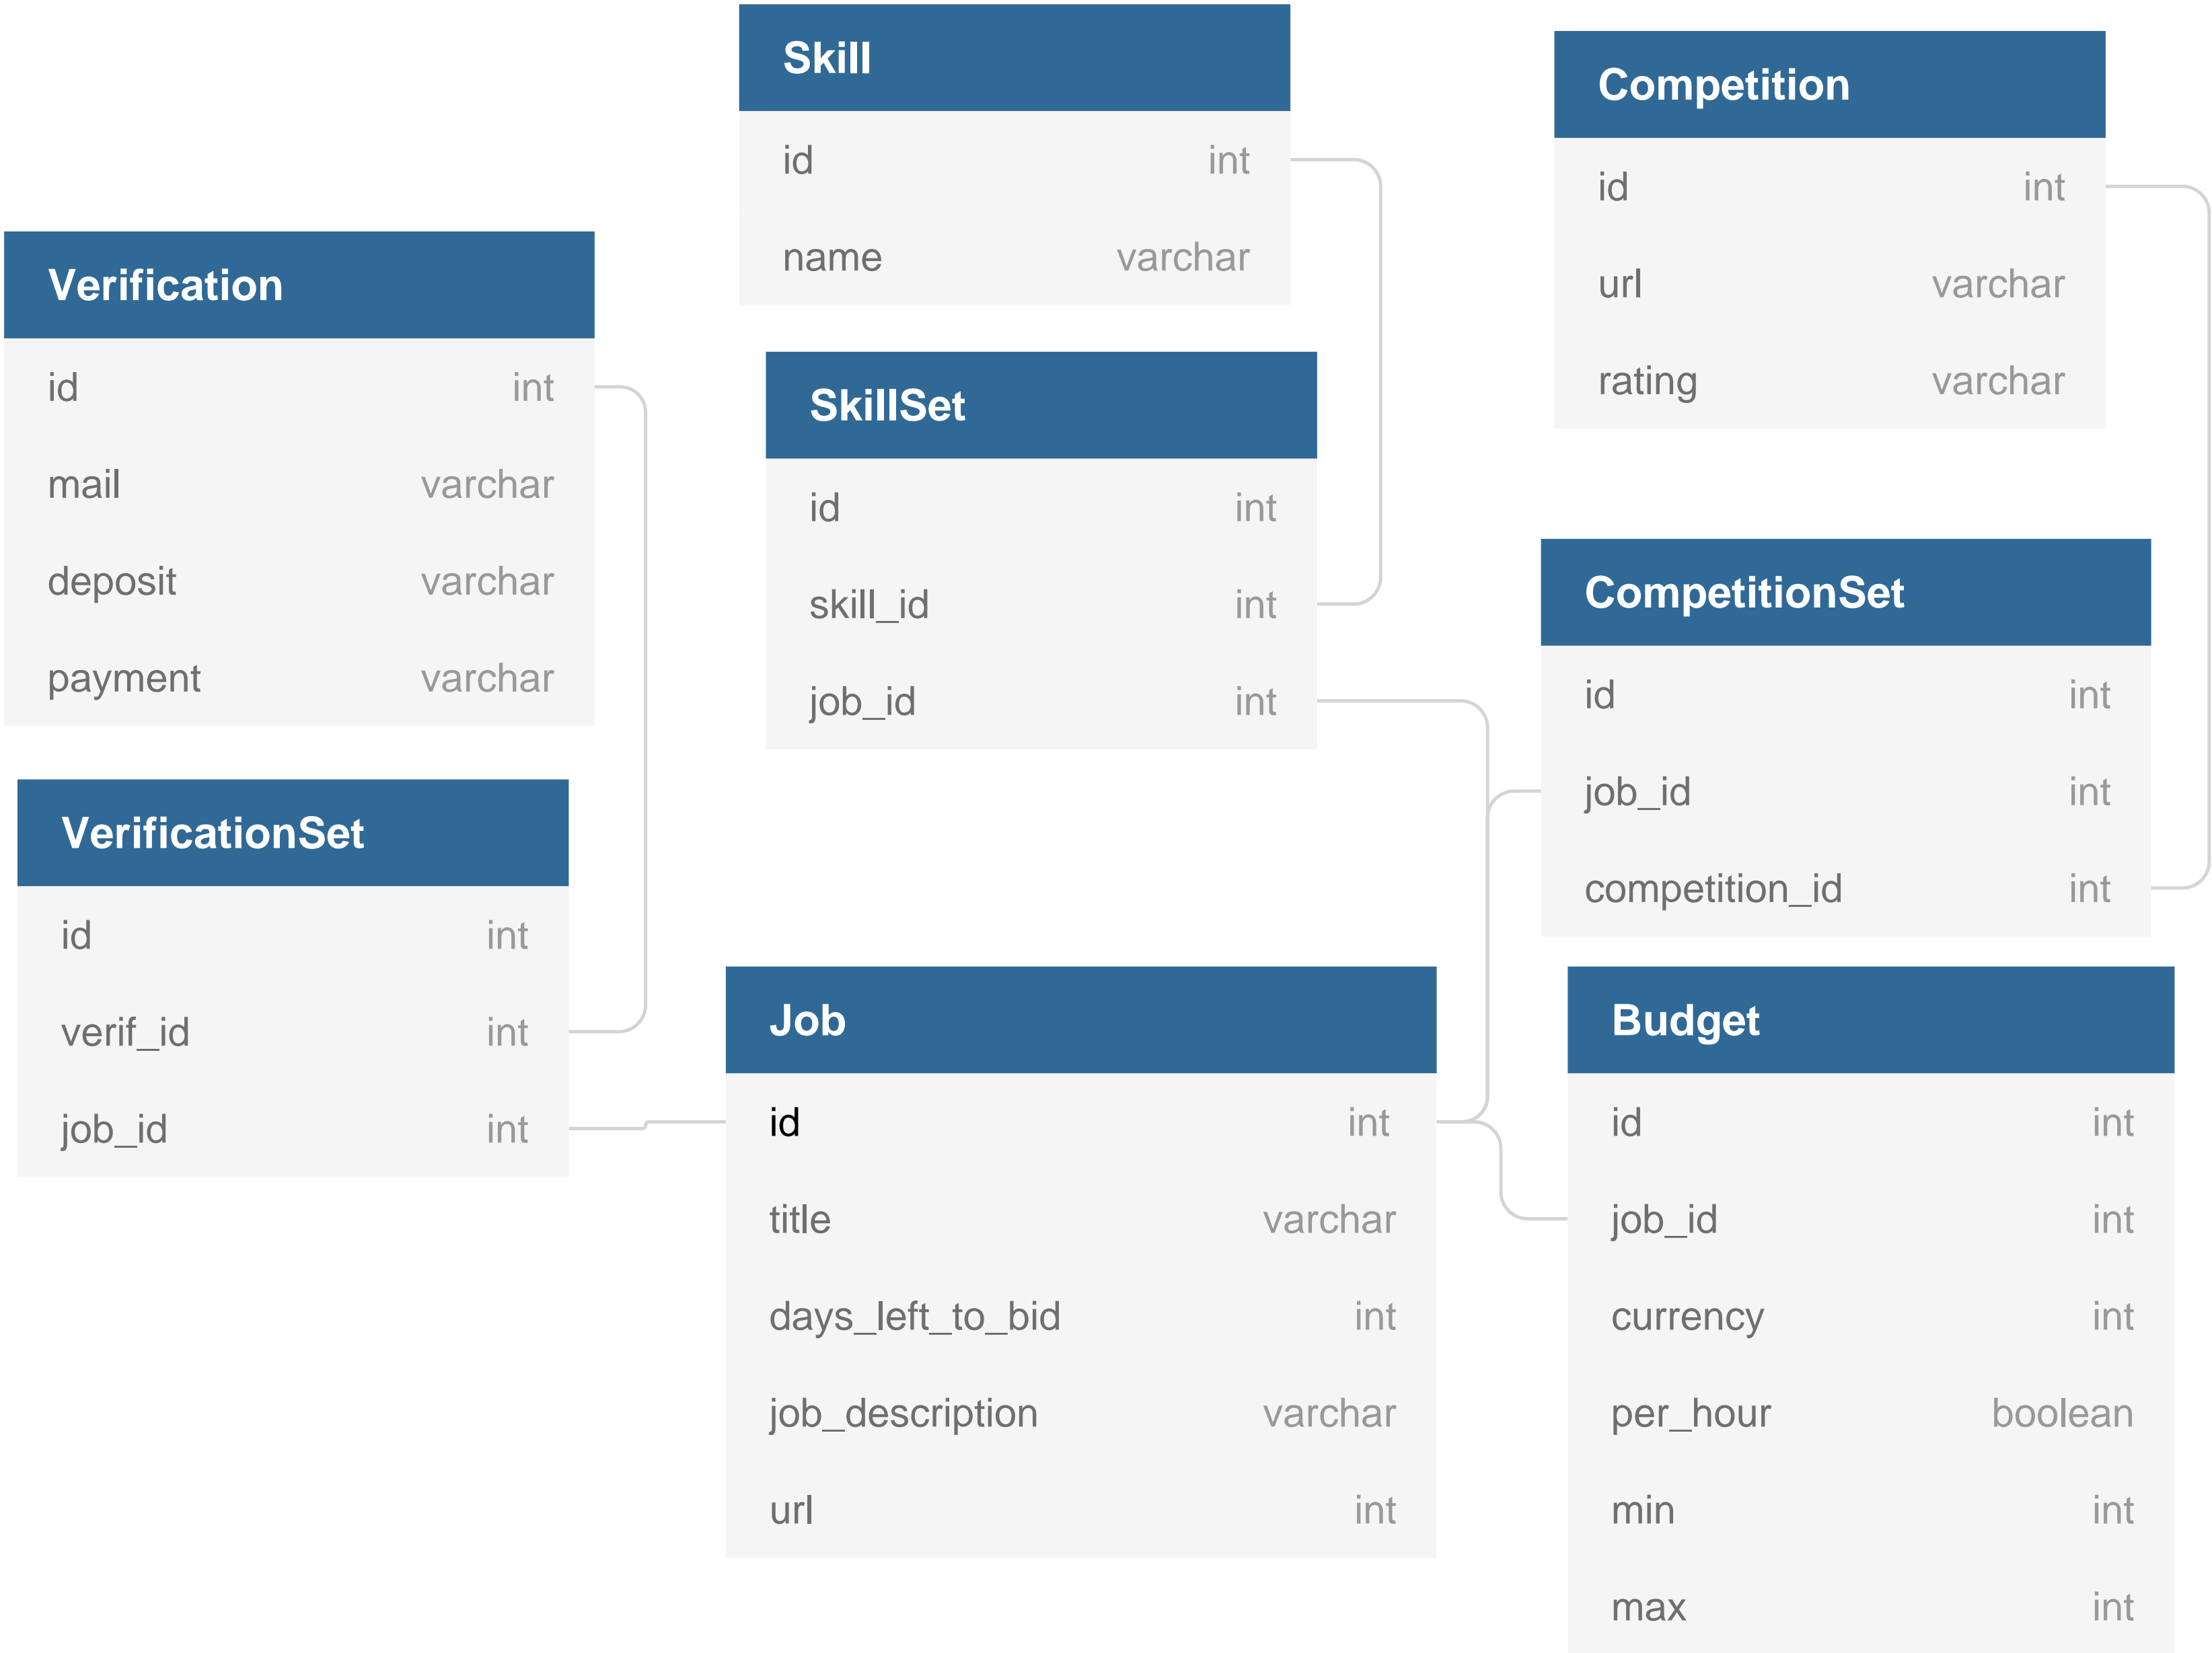 Skill
id int
name varchar
Competition
id int
url varchar
rating varchar
Verification
id int
mail varchar
deposit varchar
payment varchar
SkillSet
id int
skill_id int
job_id int
CompetitionSet
id int
job_id int
competition_id int
VerificationSet
id int
verif_id int
job_id int
Job
id int
title varchar
days_left_to_bid int
job_description varchar
url int
Budget
id int
job_id int
currency int
per_hour boolean
min int
max int